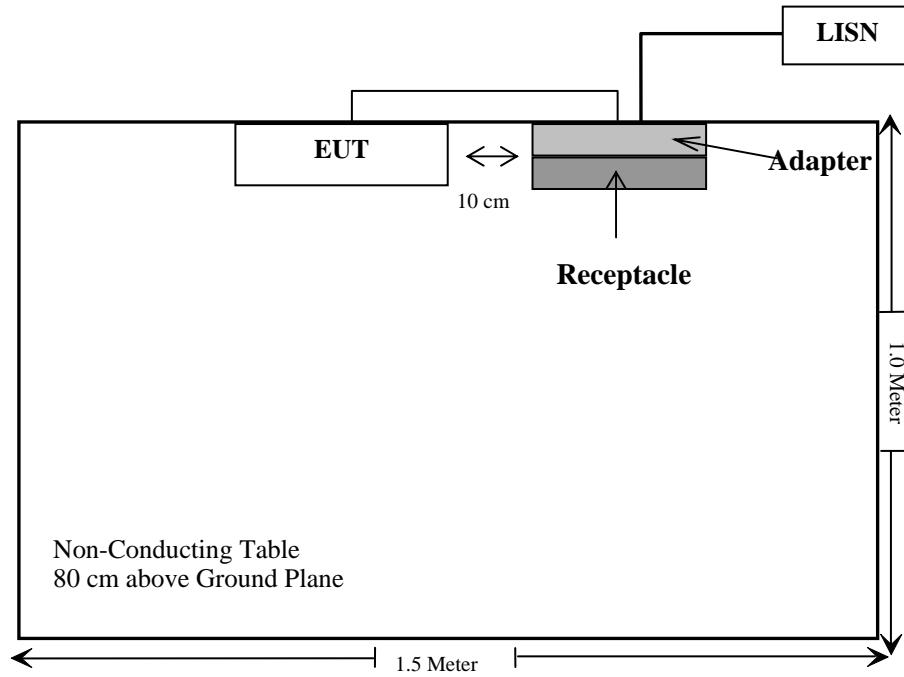 LISN
EUT
Adapter
10 cm
Receptacle
1.0 Meter
Non-Conducting Table
80 cm above Ground Plane
1.5 Meter